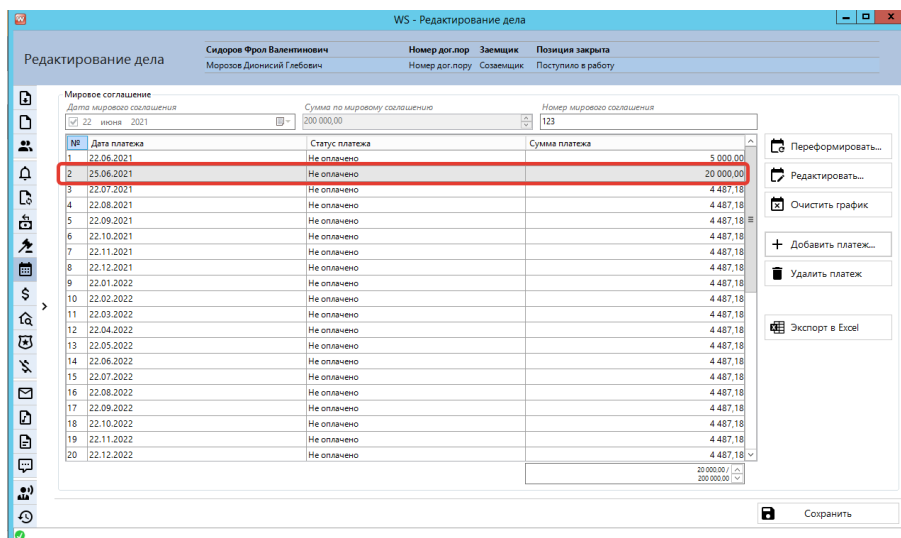 WS - Редактирование дела
Редактирование дела
Сидоров Фрол Валентинович Номер дог.пор Заемщик Позиция закрыта
Морозов Дионисий Глебович Номер дог.пору Созаемщик Поступило в работу
Мировое соглашение
Дата мирового соглашения Сумма по мировому соглашению Номер мирового соглашения
22 июня 2021 200 000,00 123
№ Дата платежа Статус платежа Сумма платежа
1 22.06.2021 Не оплачено 5 000,00
2 25.06.2021 Не оплачено 20 000,00
3 22.07.2021 Не оплачено 4 487,18
4 22.08.2021 Не оплачено 4 487,18
5 22.09.2021 Не оплачено 4 487,18
6 22.10.2021 Не оплачено 4 487,18
7 22.11.2021 Не оплачено 4 487,18
8 22.12.2021 Не оплачено 4 487,18
9 22.01.2022 Не оплачено 4 487,18
10 22.02.2022 Не оплачено 4 487,18
11 22.03.2022 Не оплачено 4 487,18
12 22.04.2022 Не оплачено 4 487,18
13 22.05.2022 Не оплачено 4 487,18
14 22.06.2022 Не оплачено 4 487,18
15 22.07.2022 Не оплачено 4 487,18
16 22.08.2022 Не оплачено 4 487,18
17 22.09.2022 Не оплачено 4 487,18
18 22.10.2022 Не оплачено 4 487,18
19 22.11.2022 Не оплачено 4 487,18
20 22.12.2022 Не оплачено 4 487,18
20 000,00 /
200 000,00
Переформировать...
Редактировать...
Очистить график
Добавить платеж...
Удалить платеж
Экспорт в Excel
Сохранить